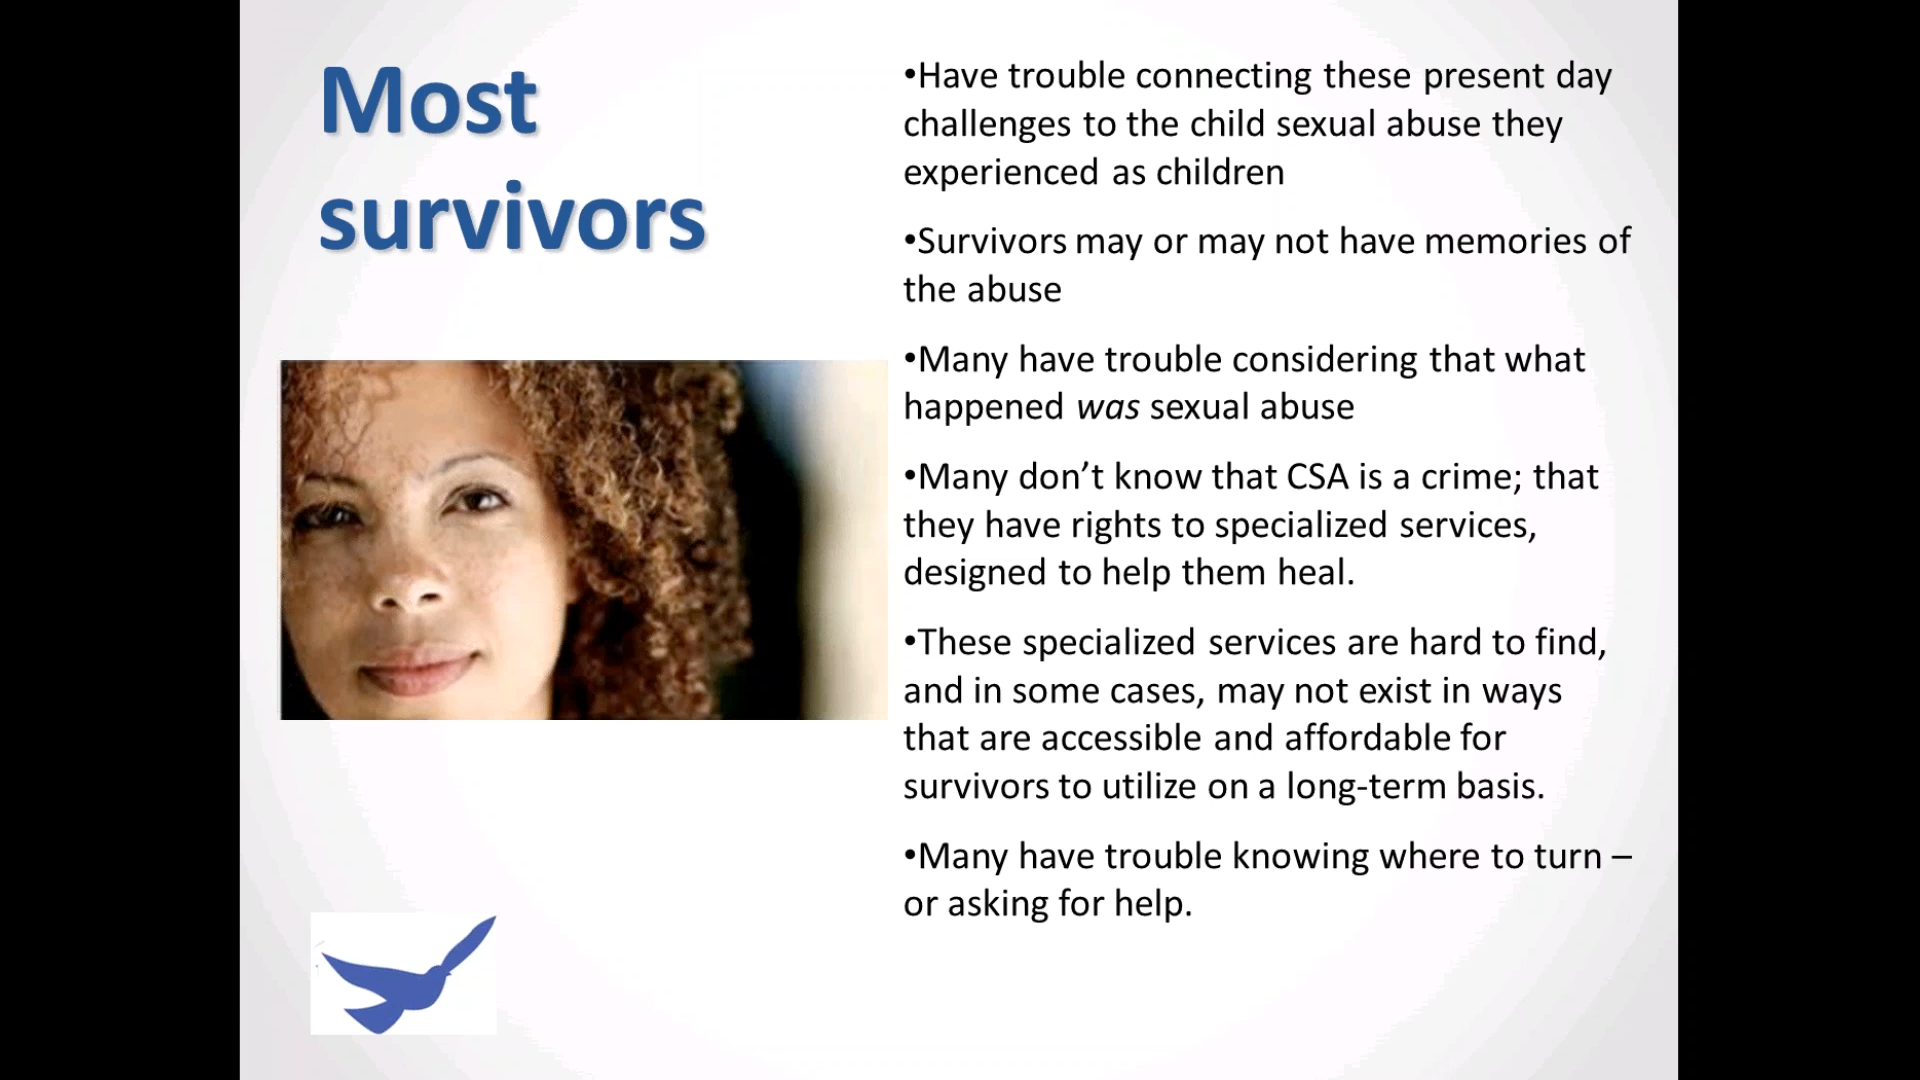 Most
survivors
•Have trouble connecting these present day
challenges to the child sexual abuse they
experienced as children
•Survivors may or may not have memories of
the abuse
•Many have trouble considering that what
happened was sexual abuse
•Many don’t know that CSA is a crime; that
they have rights to specialized services,
designed to help them heal.
•These specialized services are hard to find,
and in some cases, may not exist in ways
that are accessible and affordable for
survivors to utilize on a long-term basis.
•Many have trouble knowing where to turn –
or asking for help.